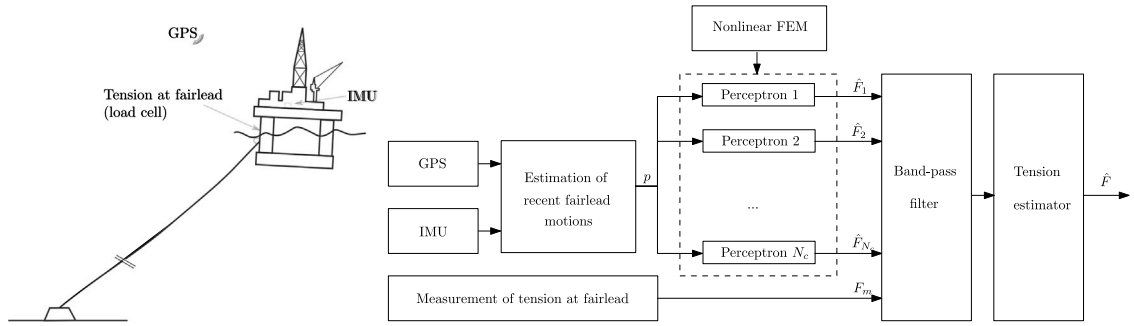 GPS
Tension at fairlead
(load cell)
IMU
GPS
IMU
Estimation of
recent fairlead
motions
p
Nonlinear FEM
Perceptron 1
Perceptron 2
...
Perceptron N_c
F̂_1
F̂_2
F̂_{N_c}
Measurement of tension at fairlead
F_m
Band-pass
filter
Tension
estimator
F̂